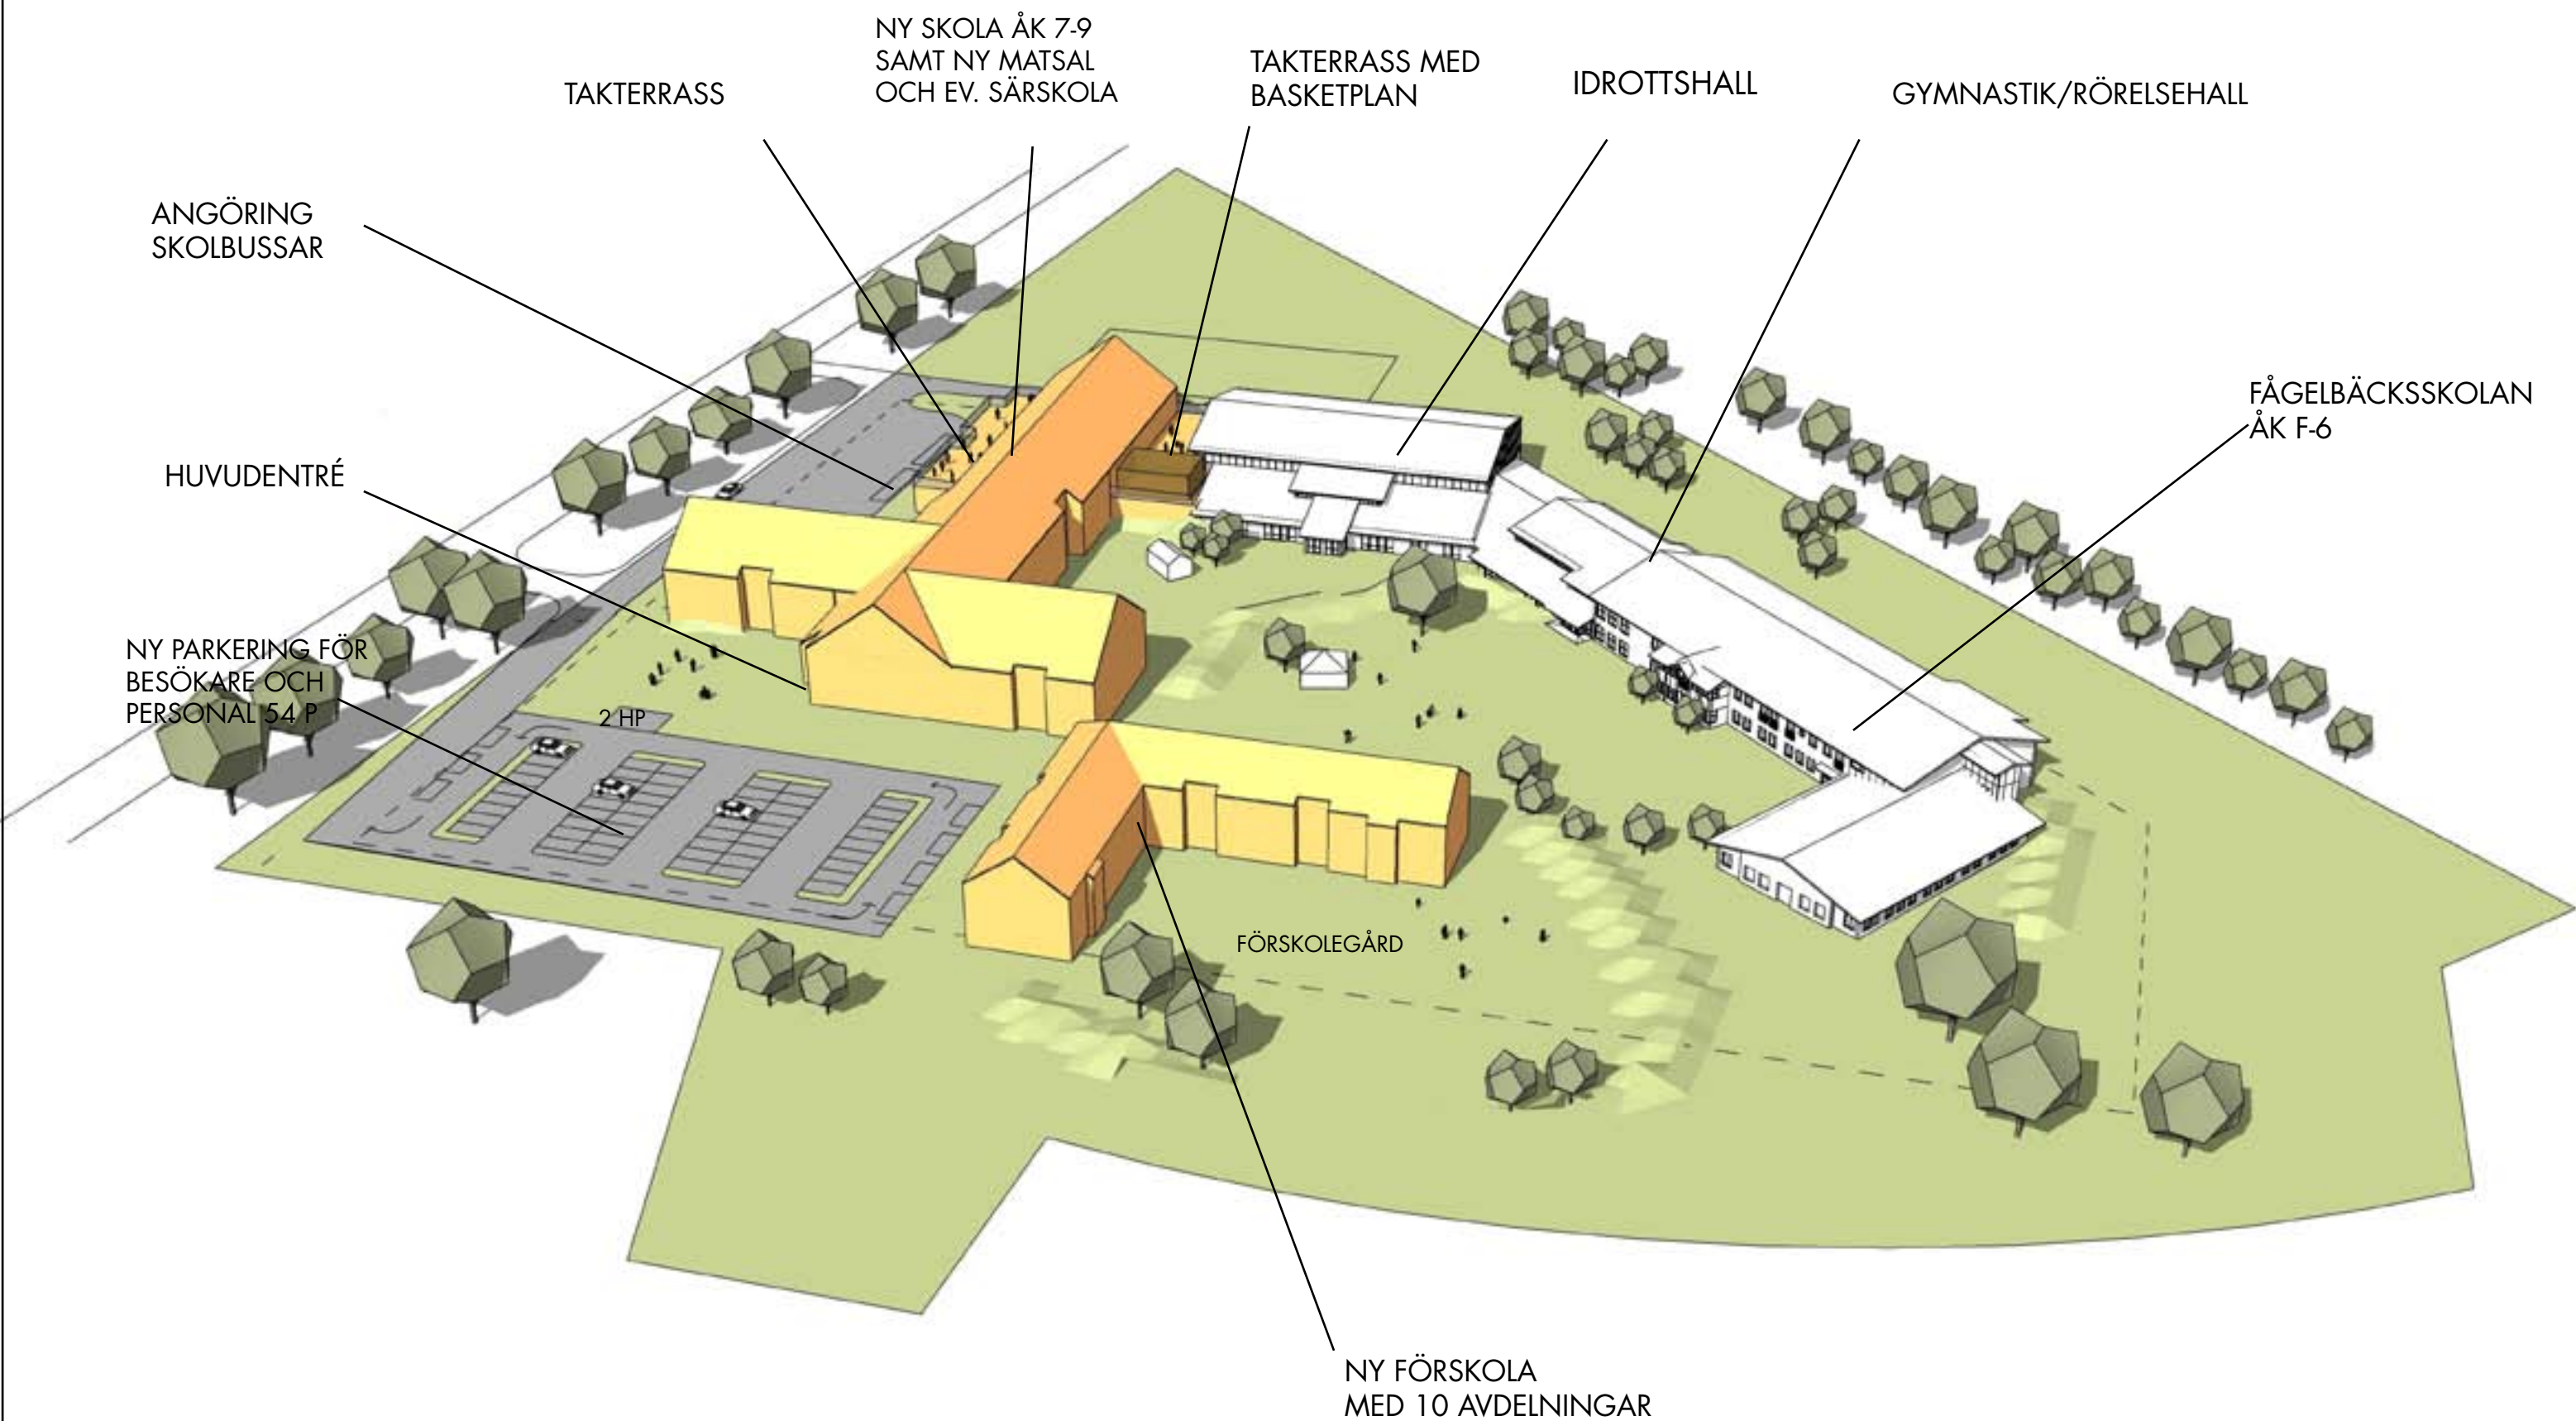 NY SKOLA ÅK 7-9
SAMT NY MATSAL
OCH EV. SÄRSKOLA
TAKTERRASS
TAKTERRASS MED
BASKETPLAN
IDROTTSHALL
GYMNASTIK/RÖRELSEHALL
ANGÖRING
SKOLBUSSAR
FÅGELBÄCKSSKOLAN
ÅK F-6
HUVUDENTRÉ
NY PARKERING FÖR
BESÖKARE OCH
PERSONAL 54 P
2 HP
FÖRSKOLEGÅRD
NY FÖRSKOLA
MED 10 AVDELNINGAR